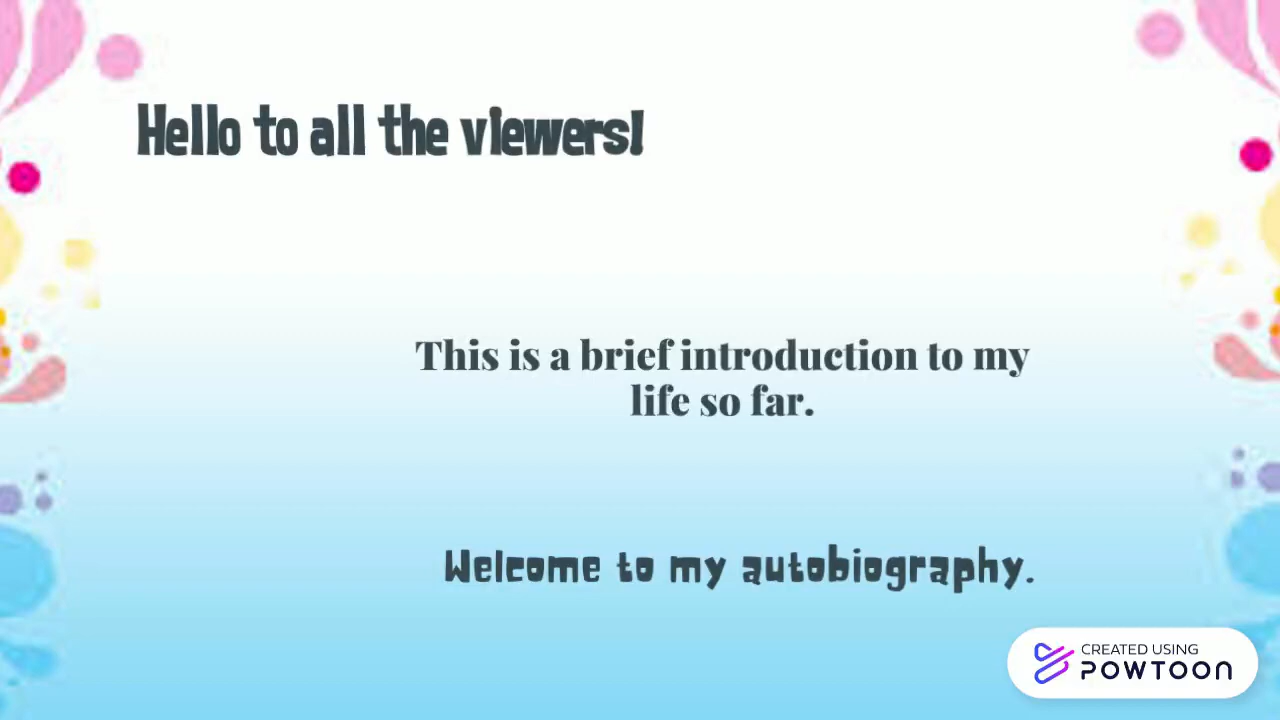 Hello to all the viewers!
This is a brief introduction to my
life so far.
Welcome to my autobiography.
CREATED USING
POWTOON